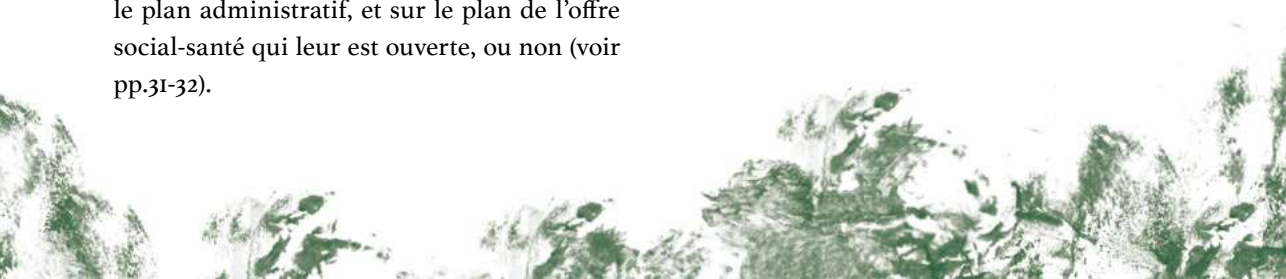 le plan administratif, et sur le plan de l’offre
social-santé qui leur est ouverte, ou non (voir
pp.31-32).